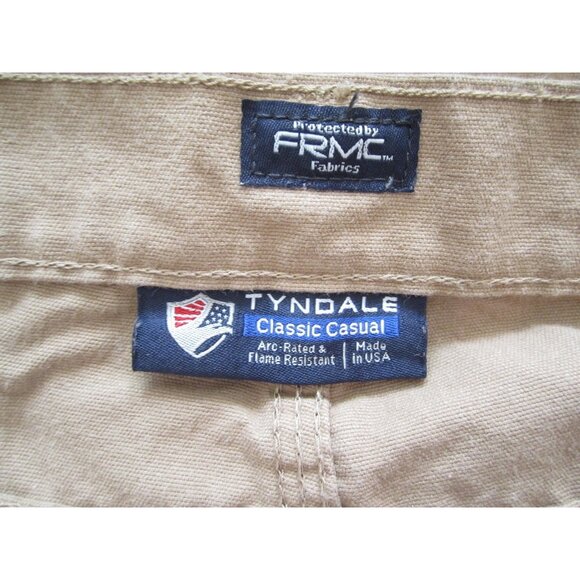 Protected by
FRMC™
Fabrics
TYNDALE
Classic Casual
Arc-Rated &
Flame Resistant
Made
in USA